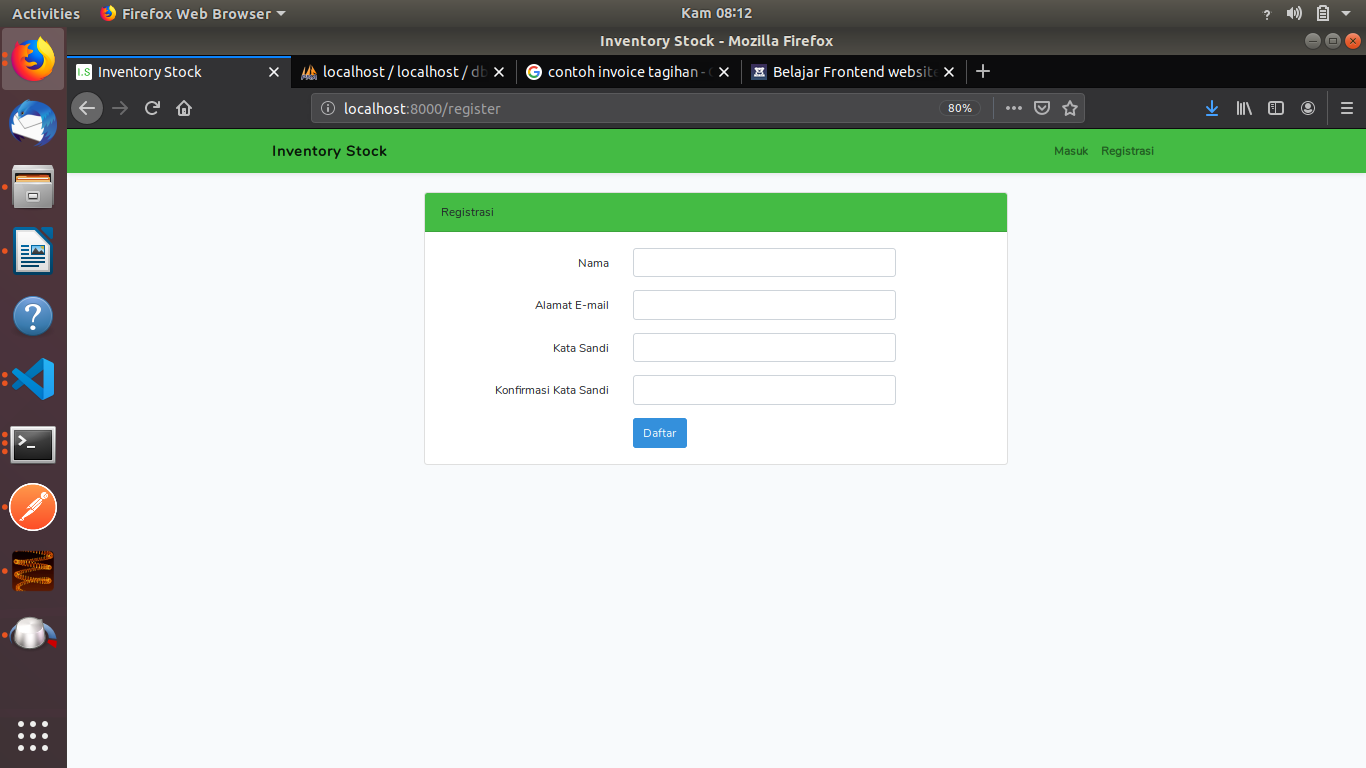 Activities Firefox Web Browser Kam 08:12 ?
Inventory Stock - Mozilla Firefox
I.S Inventory Stock localhost / localhost / db G contoh invoice tagihan - Belajar Frontend website
localhost:8000/register 80%
Inventory Stock Masuk Registrasi
Registrasi
Nama
Alamat E-mail
Kata Sandi
Konfirmasi Kata Sandi
Daftar